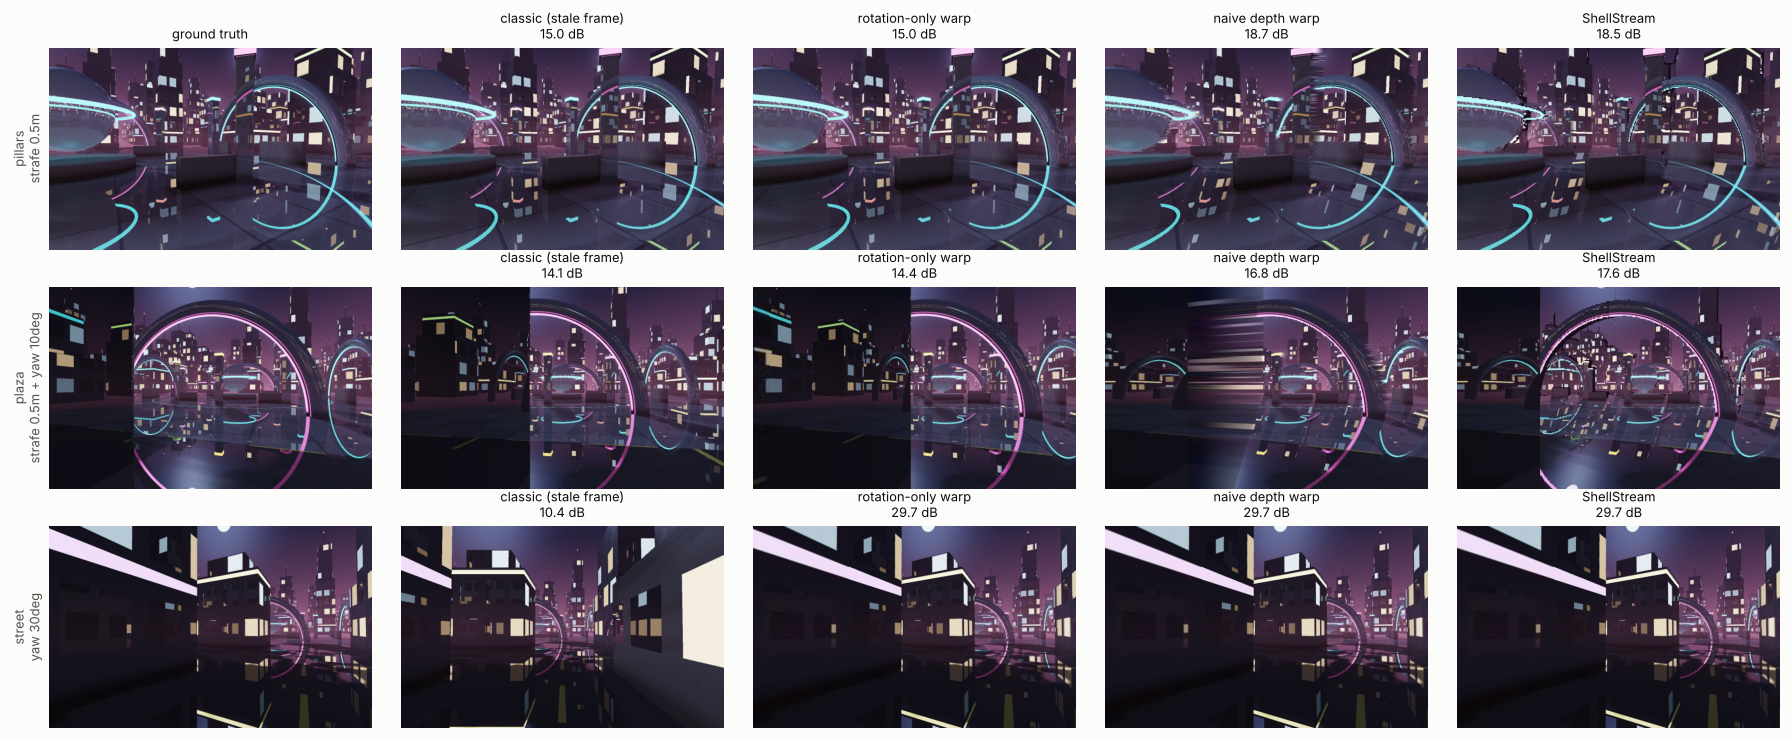 ground truth
classic (stale frame)
15.0 dB
rotation-only warp
15.0 dB
naive depth warp
18.7 dB
ShellStream
18.5 dB
pillars
strafe 0.5m
classic (stale frame)
14.1 dB
rotation-only warp
14.4 dB
naive depth warp
16.8 dB
ShellStream
17.6 dB
plaza
strafe 0.5m + yaw 10deg
classic (stale frame)
10.4 dB
rotation-only warp
29.7 dB
naive depth warp
29.7 dB
ShellStream
29.7 dB
street
yaw 30deg